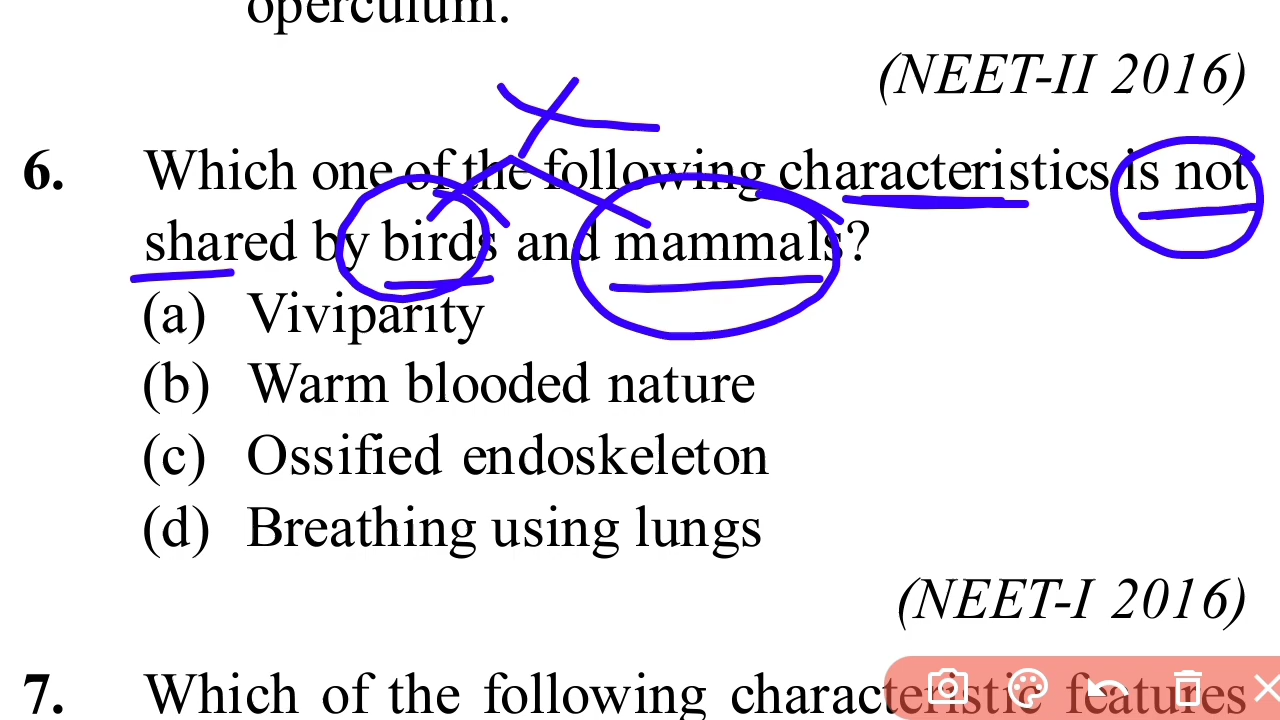 operculum.
(NEET-II 2016)
6. Which one of the following characteristics is not
shared by birds and mammals?
(a) Viviparity
(b) Warm blooded nature
(c) Ossified endoskeleton
(d) Breathing using lungs
(NEET-I 2016)
7. Which of the following characteristic features